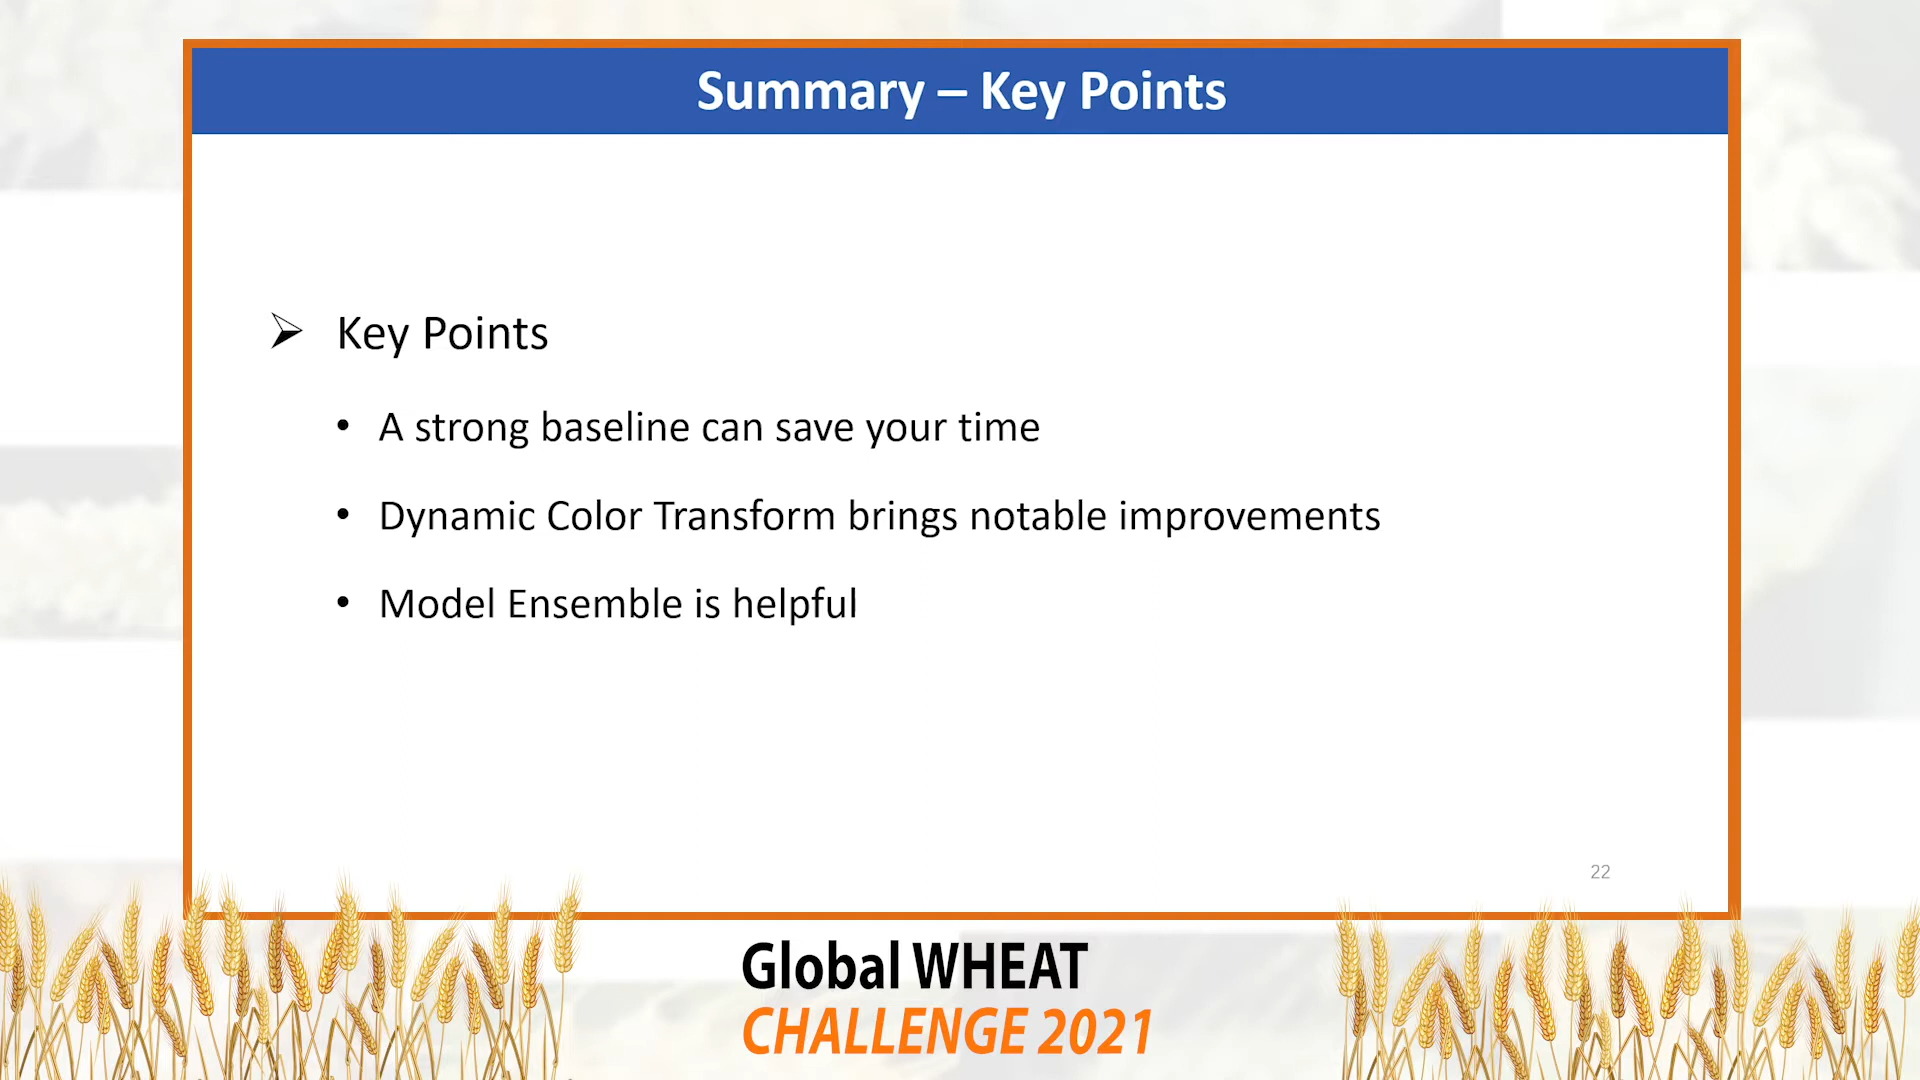 Summary – Key Points
➢ Key Points
• A strong baseline can save your time
• Dynamic Color Transform brings notable improvements
• Model Ensemble is helpful
22
Global WHEAT
CHALLENGE 2021